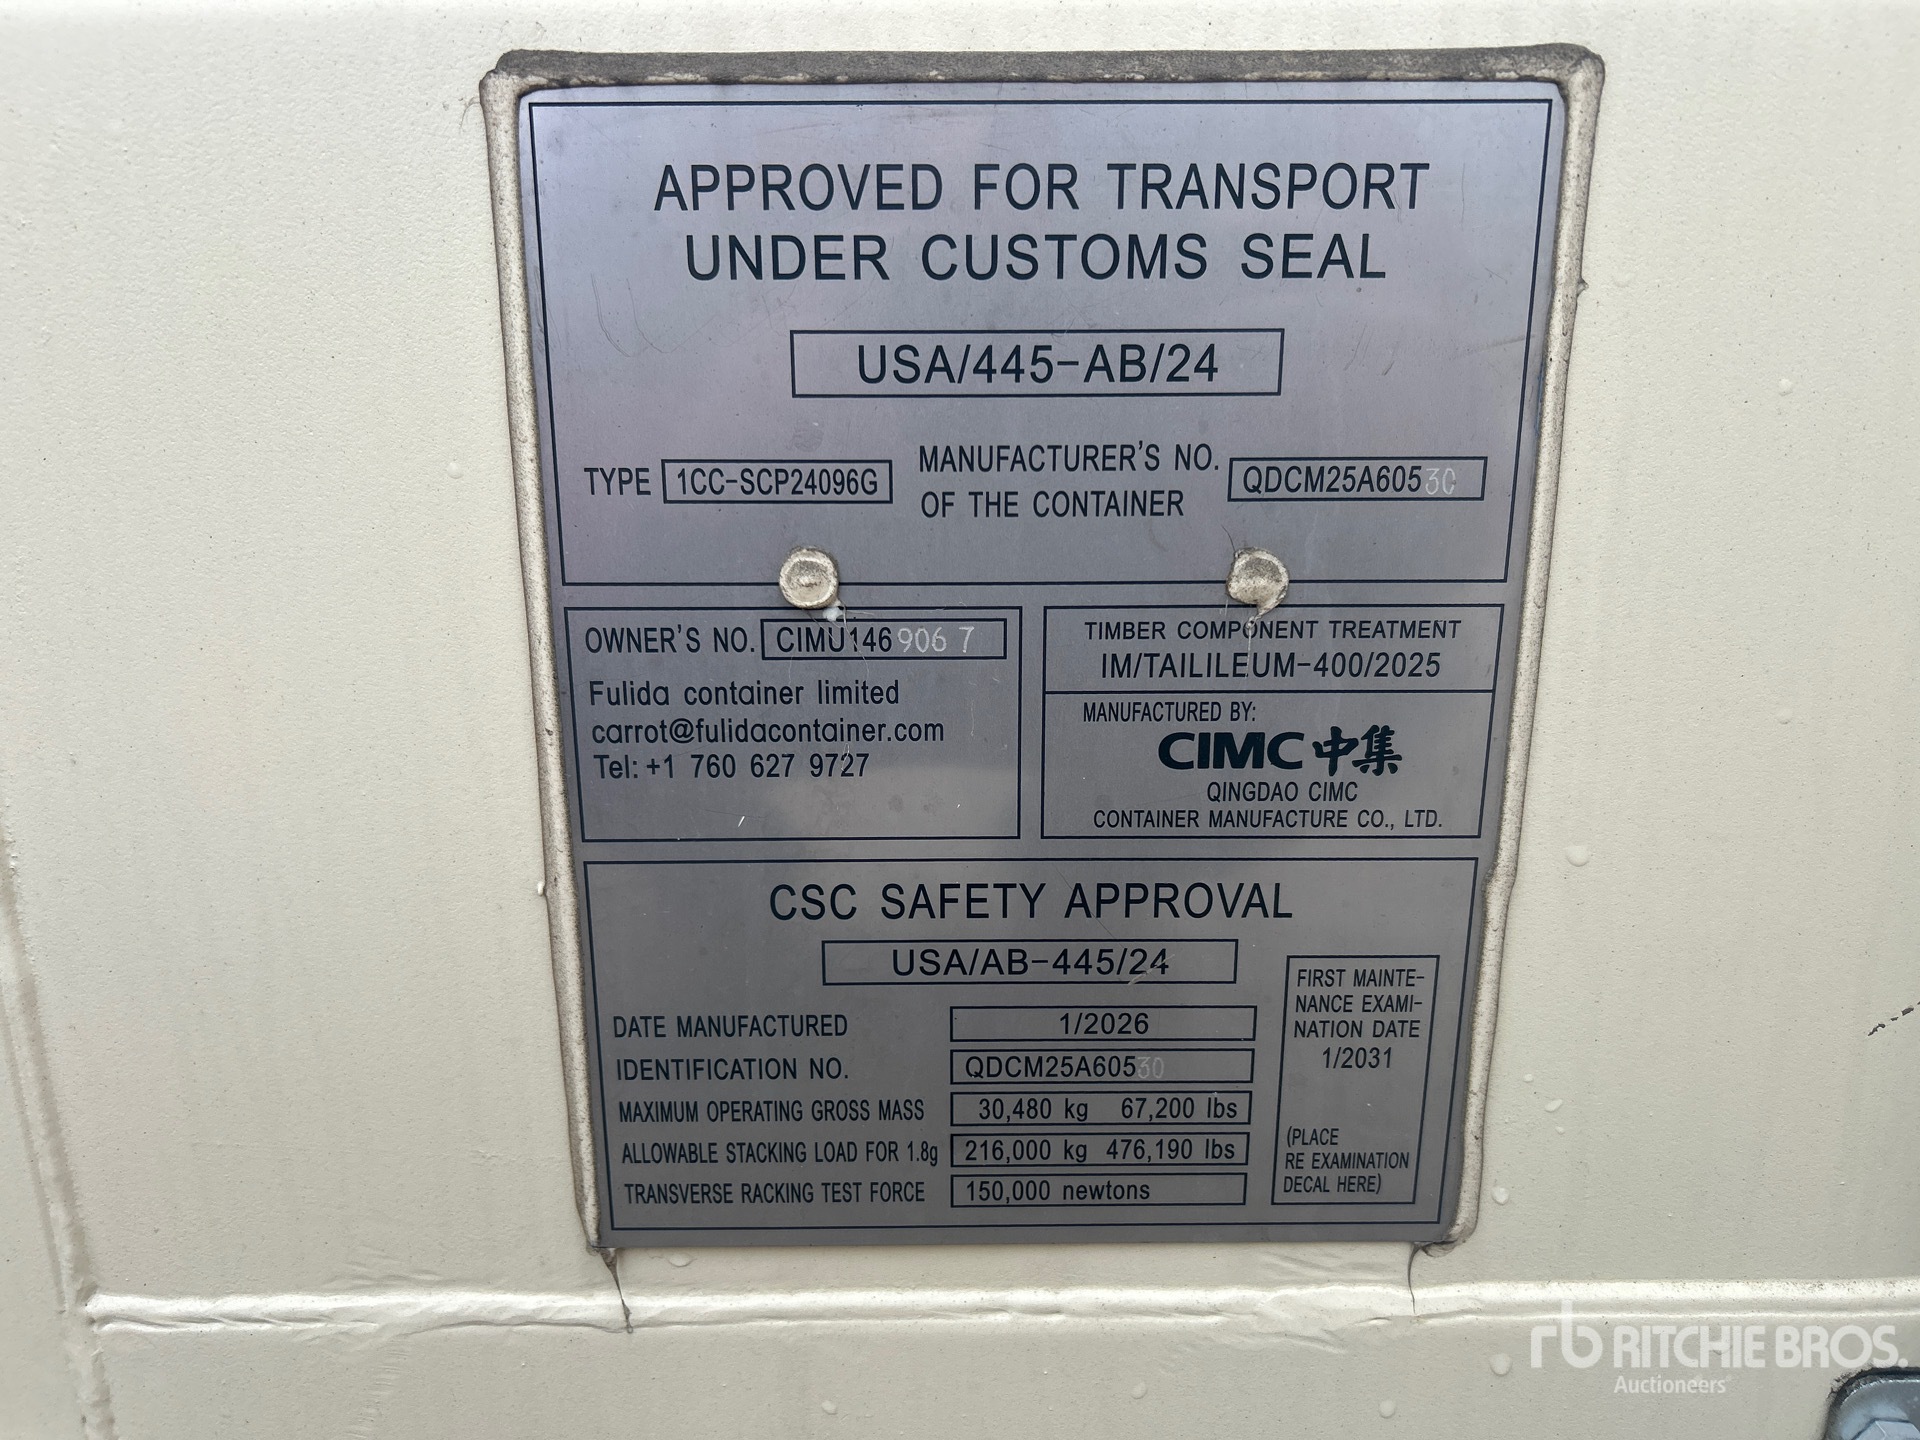 APPROVED FOR TRANSPORT
UNDER CUSTOMS SEAL
USA/445-AB/24
TYPE 1CC-SCP24096G
MANUFACTURER'S NO.
OF THE CONTAINER
QDCM25A60530
OWNER'S NO. CIMU146906 7
Fulida container limited
carrot@fulidacontainer.com
Tel: +1 760 627 9727
TIMBER COMPONENT TREATMENT
IM/TAILILEUM-400/2025
MANUFACTURED BY:
CIMC中集
QINGDAO CIMC
CONTAINER MANUFACTURE CO., LTD.
CSC SAFETY APPROVAL
USA/AB-445/24
DATE MANUFACTURED 1/2026
IDENTIFICATION NO. QDCM25A60530
MAXIMUM OPERATING GROSS MASS 30,480 kg 67,200 lbs
ALLOWABLE STACKING LOAD FOR 1.8g 216,000 kg 476,190 lbs
TRANSVERSE RACKING TEST FORCE 150,000 newtons
FIRST MAINTE-
NANCE EXAMI-
NATION DATE
1/2031
(PLACE
RE EXAMINATION
DECAL HERE)
rb RITCHIE BROS.
Auctioneers